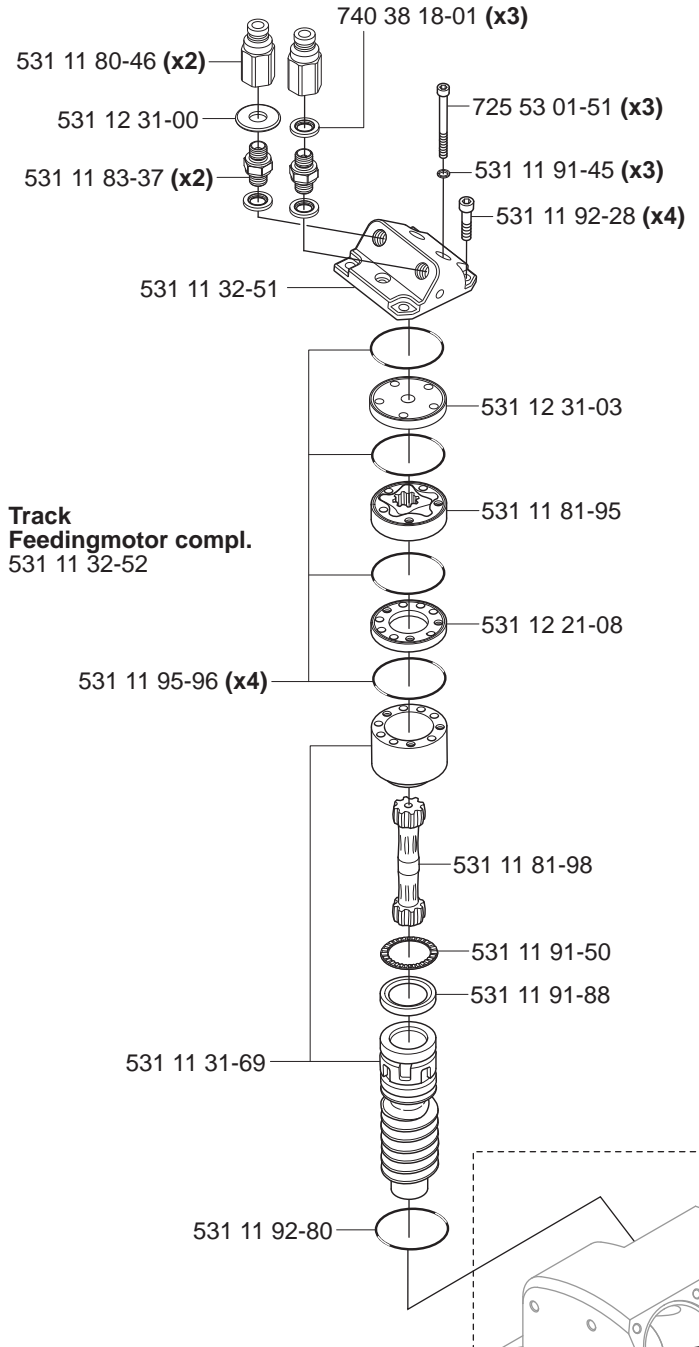 740 38 18-01 (x3)
531 11 80-46 (x2)
725 53 01-51 (x3)
531 12 31-00
531 11 91-45 (x3)
531 11 83-37 (x2)
531 11 92-28 (x4)
531 11 32-51
531 12 31-03
Track
Feedingmotor compl.
531 11 32-52
531 11 81-95
531 12 21-08
531 11 95-96 (x4)
531 11 81-98
531 11 91-50
531 11 91-88
531 11 31-69
531 11 92-80